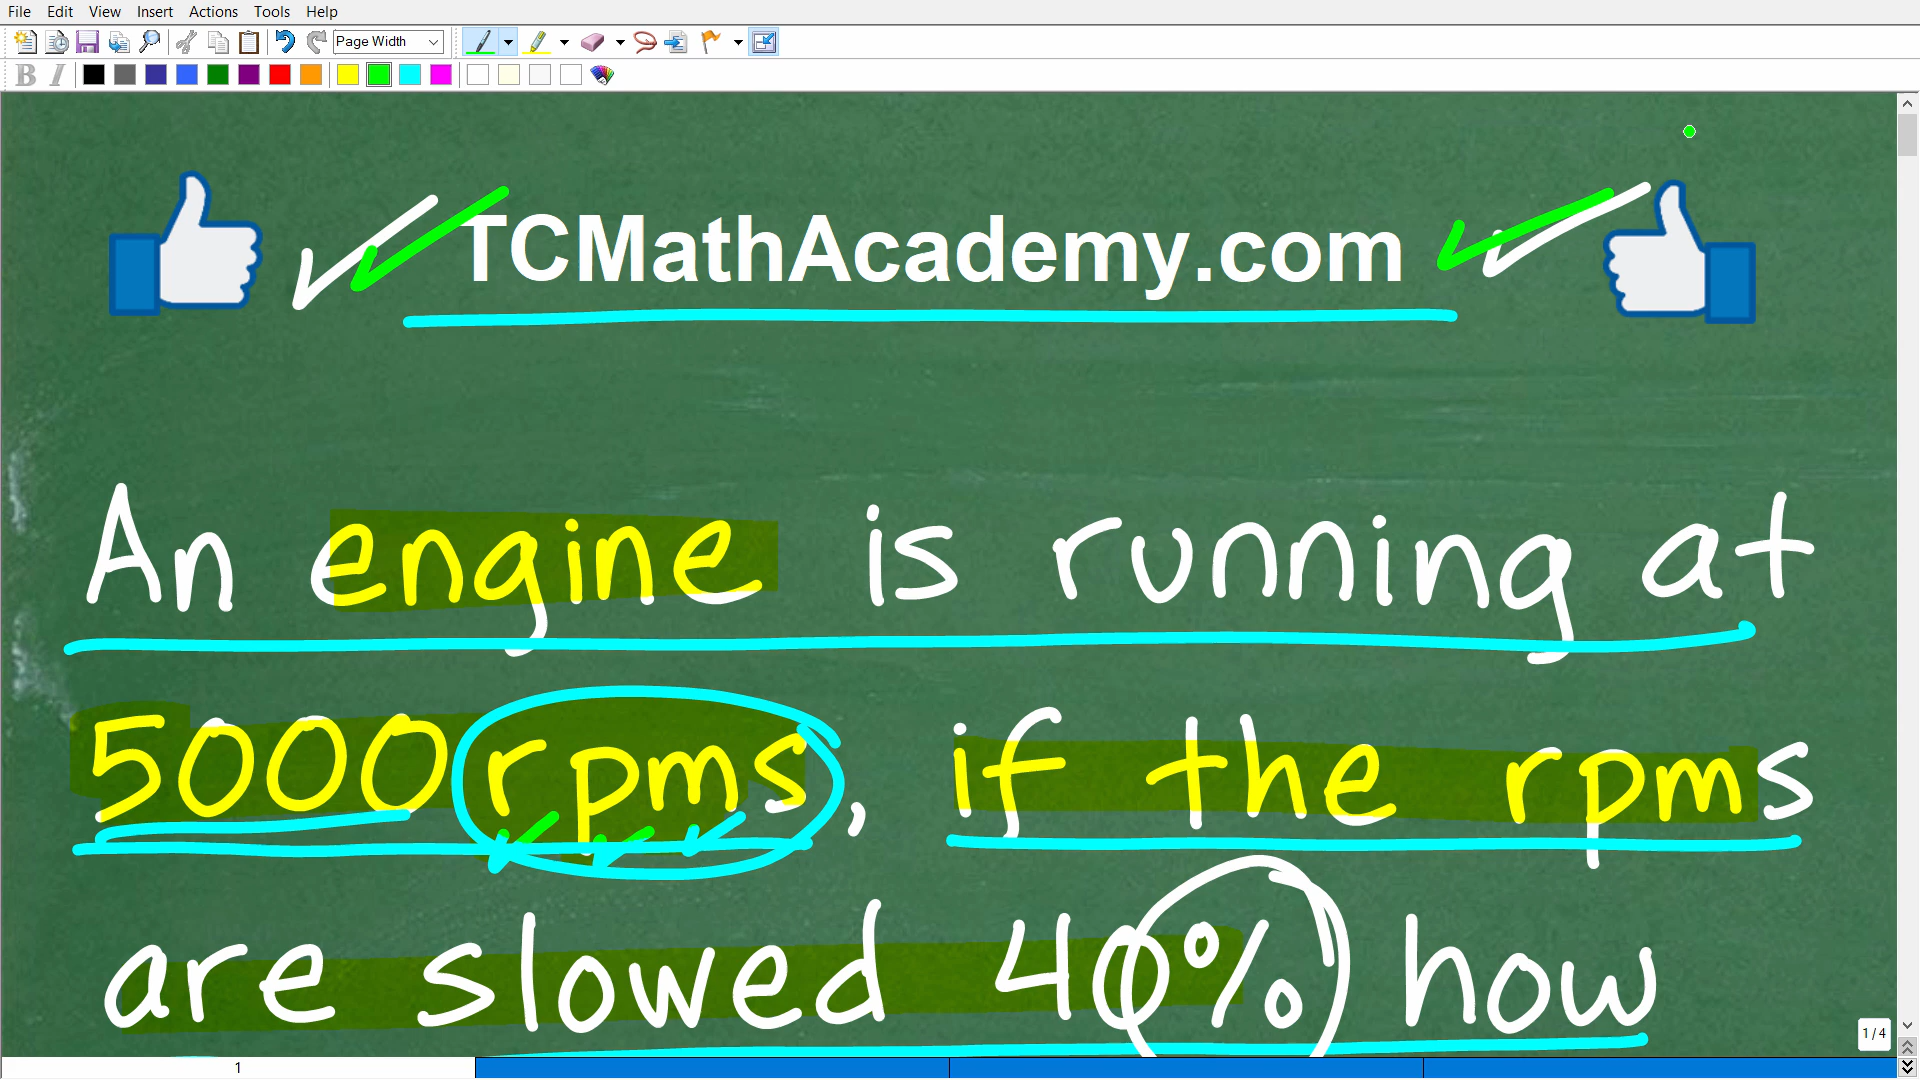 File Edit View Insert Actions Tools Help
Page Width
B I
TCMathAcademy.com
An engine is running at
5000 rpms, if the rpms
are slowed 40% how
1 / 4
1